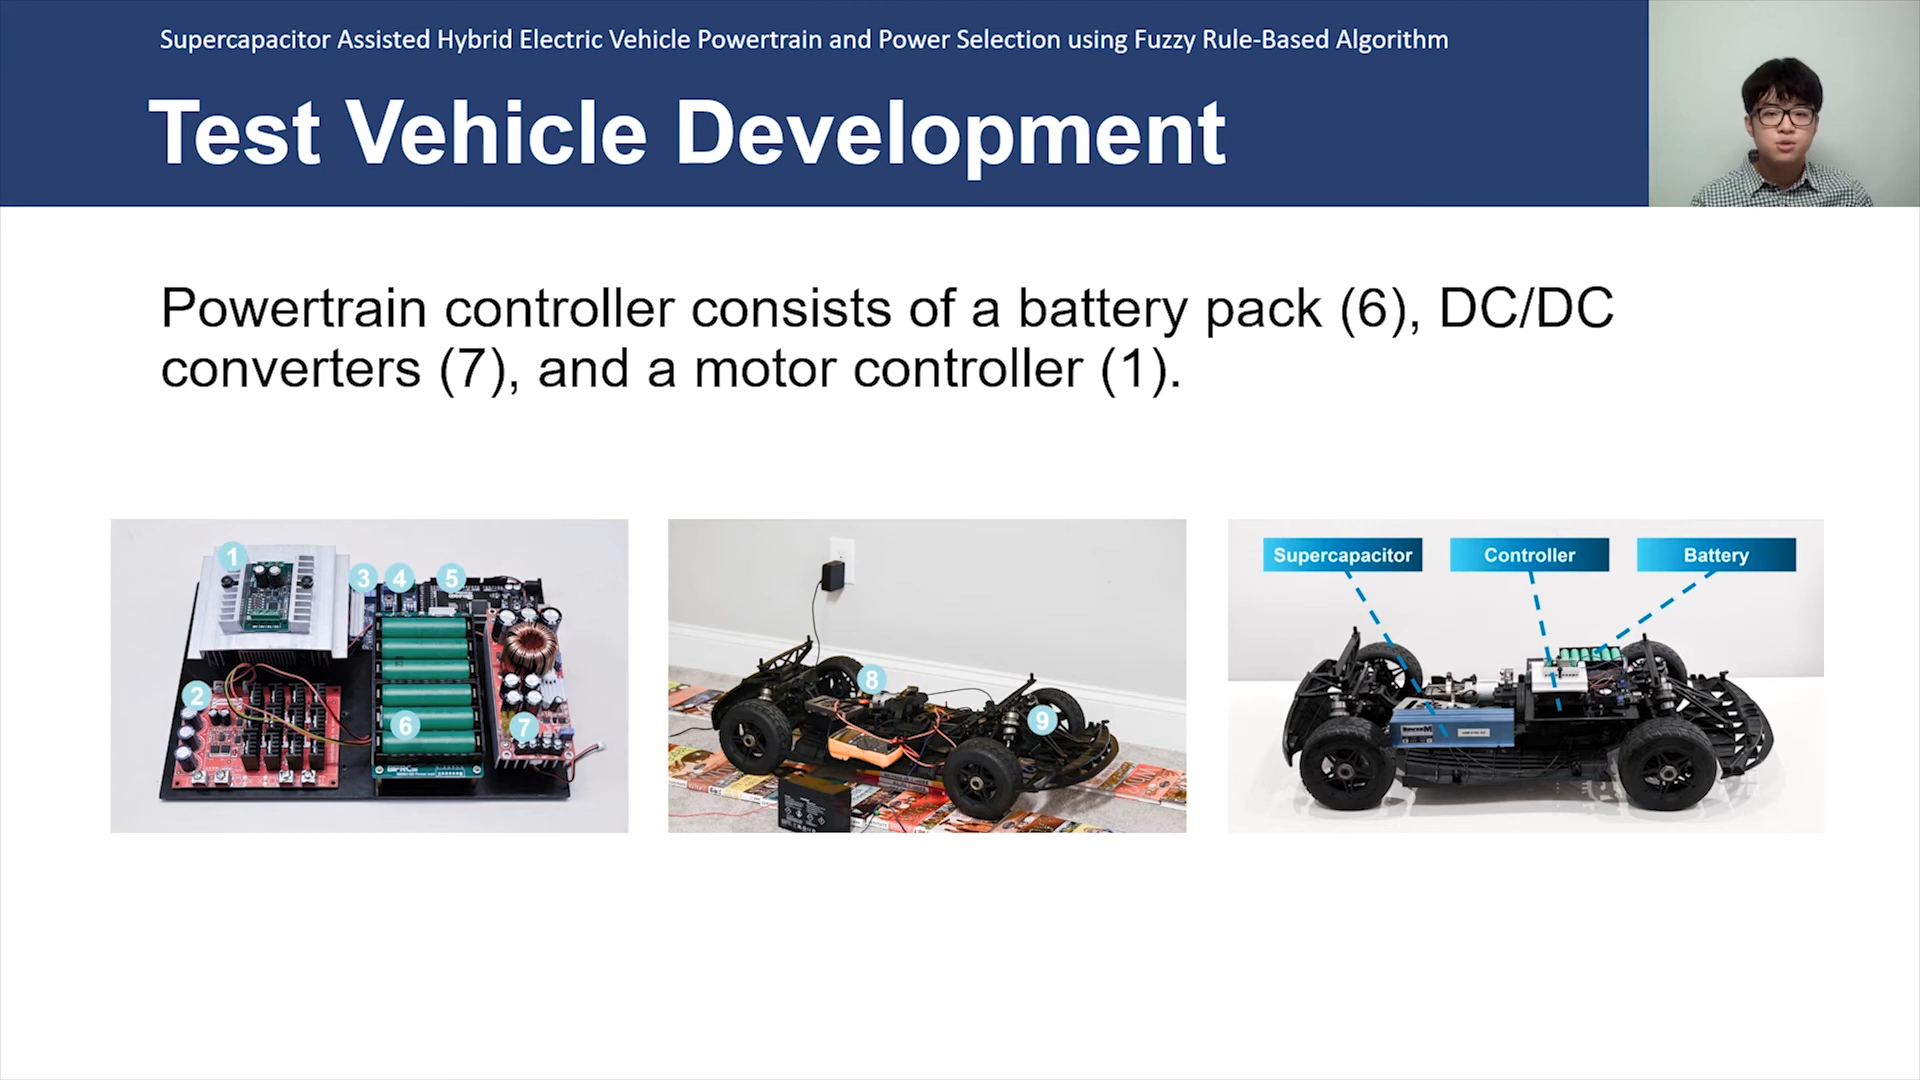 Supercapacitor Assisted Hybrid Electric Vehicle Powertrain and Power Selection using Fuzzy Rule-Based Algorithm
Test Vehicle Development
Powertrain controller consists of a battery pack (6), DC/DC
converters (7), and a motor controller (1).
1
2
3
4
5
6
7
8
9
Supercapacitor
Controller
Battery